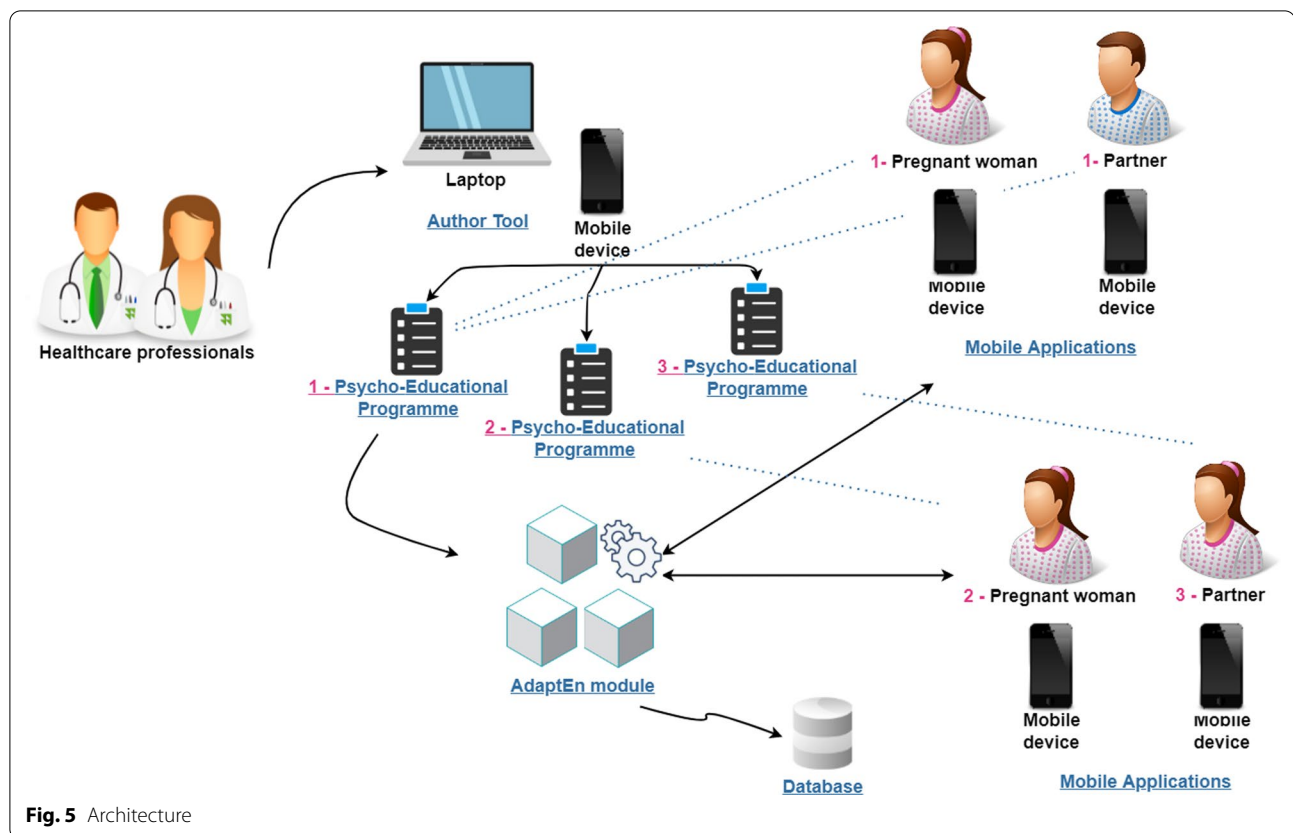 1- Pregnant woman
1- Partner
Laptop
Author Tool
Mobile
device
Mobile
device
Mobile
device
Mobile Applications
Healthcare professionals
1 - Psycho-Educational
Programme
2 - Psycho-Educational
Programme
3 - Psycho-Educational
Programme
2 - Pregnant woman
3 - Partner
AdaptEn module
Mobile
device
Mobile
device
Mobile Applications
Database
Fig. 5 Architecture